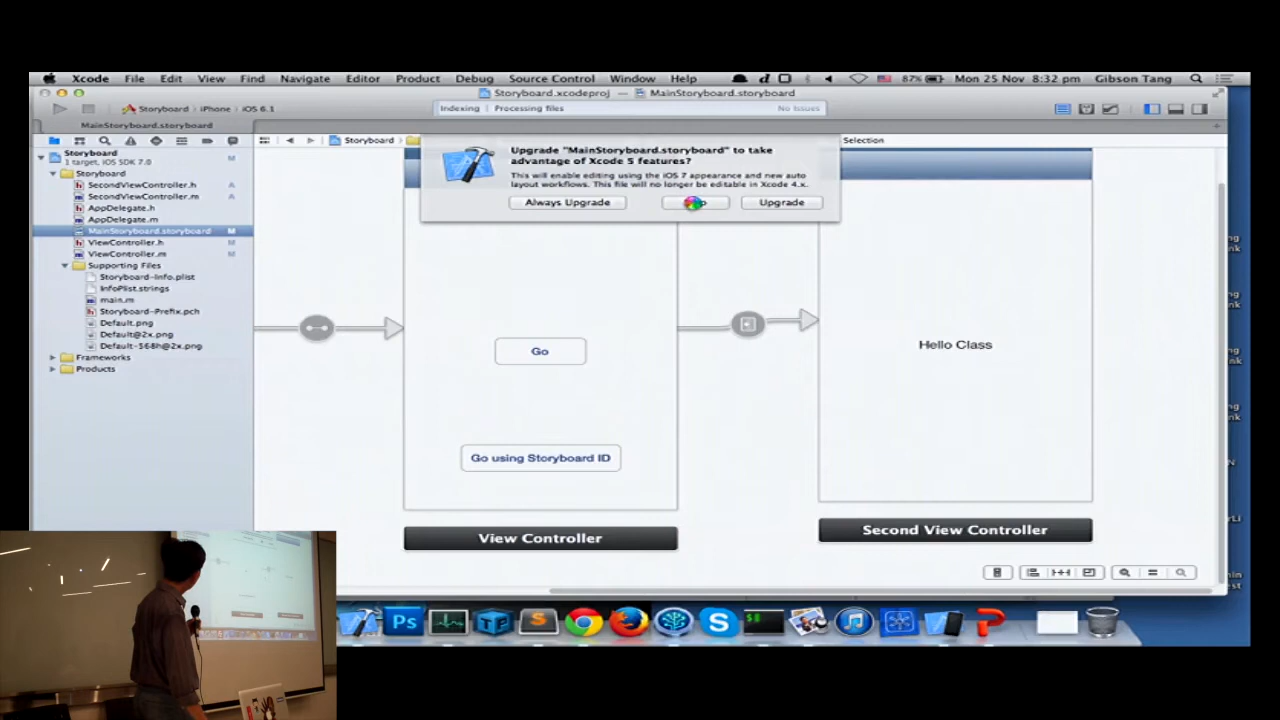 Xcode File Edit View Find Navigate Editor Product Debug Source Control Window Help 87% Mon 25 Nov 8:32 pm Gibson Tang
Storyboard.xcodeproj — MainStoryboard.storyboard
Storyboard iPhone iOS 6.1
Indexing | Processing files
No Issues
MainStoryboard.storyboard
Storyboard
Selection
Storyboard
1 target, iOS SDK 7.0
M
Storyboard
SecondViewController.h
A
SecondViewController.m
A
AppDelegate.h
AppDelegate.m
MainStoryboard.storyboard
M
ViewController.h
M
ViewController.m
M
Supporting Files
Storyboard-Info.plist
InfoPlist.strings
main.m
Storyboard-Prefix.pch
Default.png
Default@2x.png
Default-568h@2x.png
Frameworks
Products
Upgrade "MainStoryboard.storyboard" to take
advantage of Xcode 5 features?
This will enable editing using the iOS 7 appearance and new auto
layout workflows. This file will no longer be editable in Xcode 4.x.
Always Upgrade
Upgrade
Go
Go using Storyboard ID
Hello Class
View Controller
Second View Controller
Ps
TP
S
S